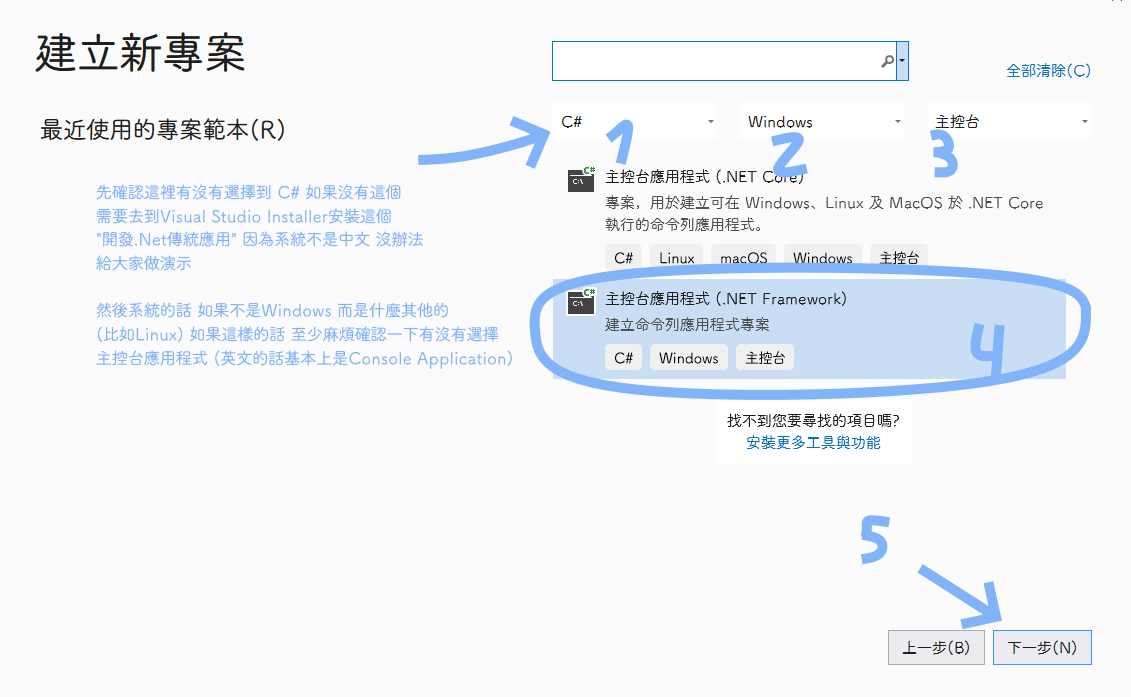 建立新專案
全部清除(C)
最近使用的專案範本(R)
C#
Windows
主控台
1
2
3
先確認這裡有沒有選擇到 C# 如果沒有這個
需要去到Visual Studio Installer安裝這個
"開發.Net傳統應用" 因為系統不是中文 沒辦法
給大家做演示
然後系統的話 如果不是Windows 而是什麼其他的
(比如Linux) 如果這樣的話 至少麻煩確認一下有沒有選擇
主控台應用程式 (英文的話基本上是Console Application)
C#
C:\
主控台應用程式 (.NET Core)
專案，用於建立可在 Windows、Linux 及 MacOS 於 .NET Core
執行的命令列應用程式。
C# Linux macOS Windows 主控台
C#
C:\
主控台應用程式 (.NET Framework)
建立命令列應用程式專案
C# Windows 主控台
4
找不到您要尋找的項目嗎?
安裝更多工具與功能
5
上一步(B) 下一步(N)